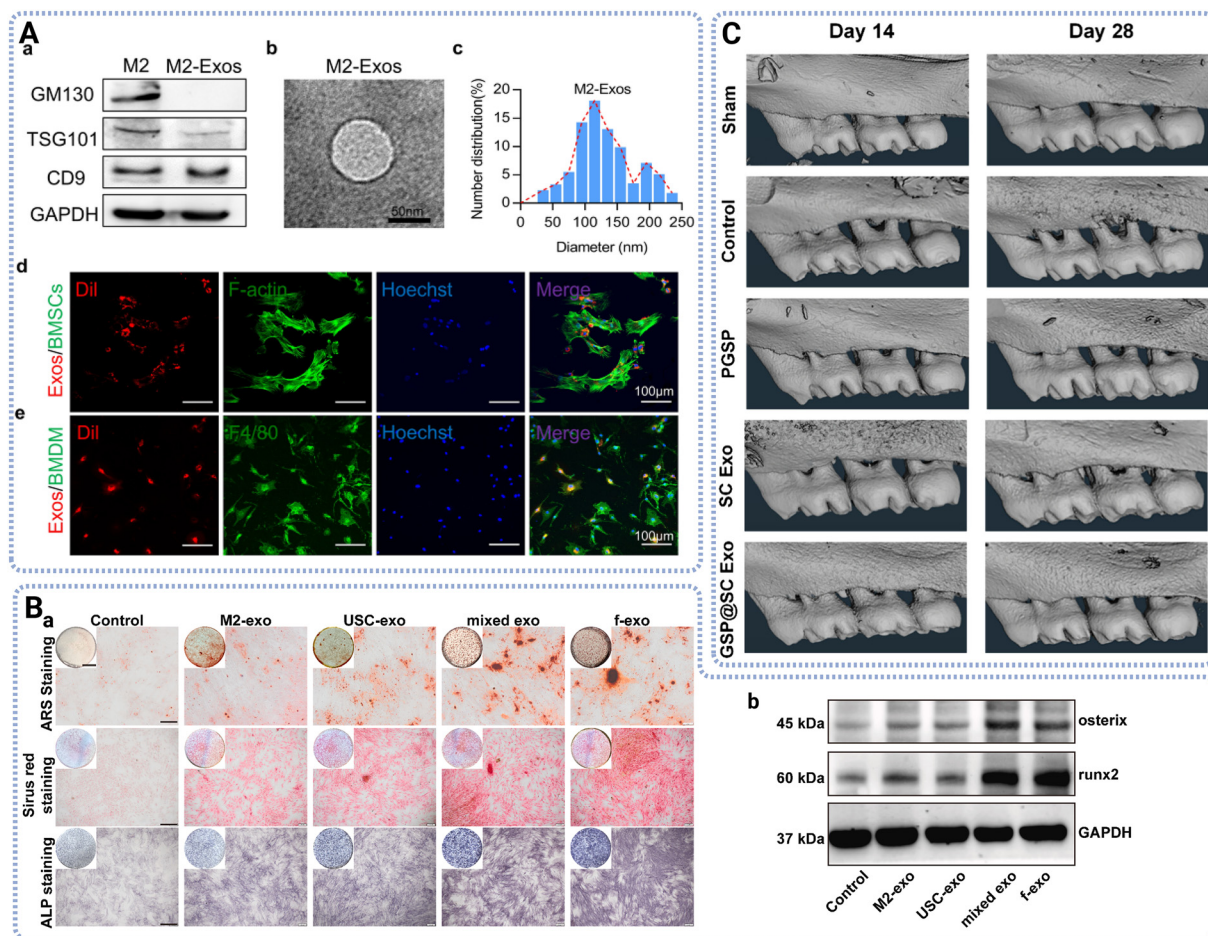 A
a
M2 M2-Exos
GM130
TSG101
CD9
GAPDH
b
M2-Exos
50nm
c
M2-Exos
Number distribution(%)
20
15
10
5
0
0 50 100 150 200 250
Diameter (nm)
d
Exos/BMSCs
Dil
F-actin
Hoechst
Merge
100μm
e
Exos/BMDM
Dil
F4/80
Hoechst
Merge
100μm
B
a
Control M2-exo USC-exo mixed exo f-exo
ARS Staining
Sirus red
staining
ALP staining
C
Day 14 Day 28
Sham
Control
PGSP
SC Exo
GSP@SC Exo
b
45 kDa osterix
60 kDa runx2
37 kDa GAPDH
Control M2-exo USC-exo mixed exo f-exo